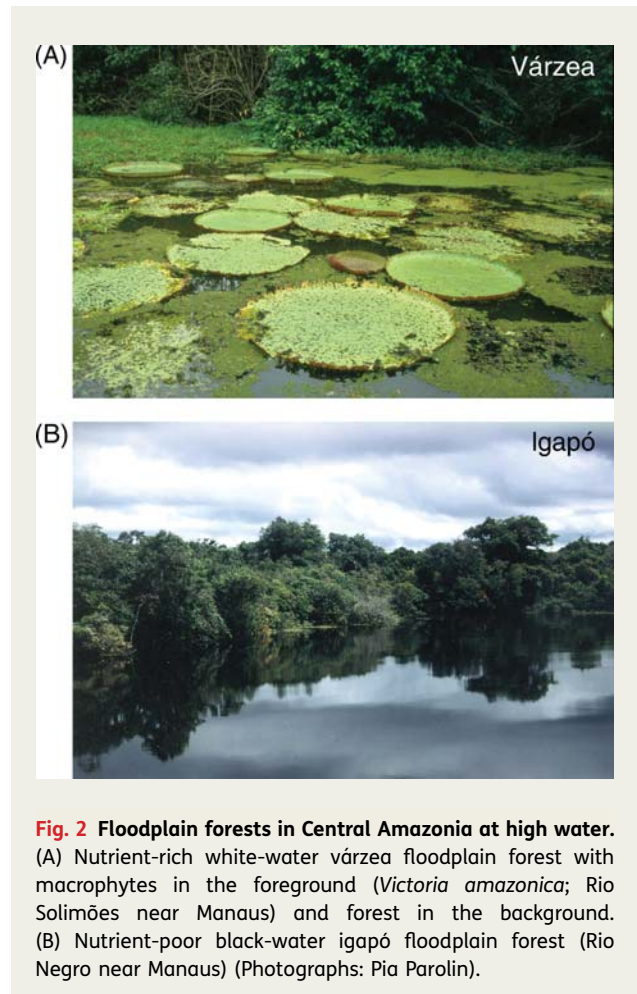 (A)
Várzea
(B)
Igapó
Fig. 2 Floodplain forests in Central Amazonia at high water.
(A) Nutrient-rich white-water várzea floodplain forest with
macrophytes in the foreground (Victoria amazonica; Rio
Solimões near Manaus) and forest in the background.
(B) Nutrient-poor black-water igapó floodplain forest (Rio
Negro near Manaus) (Photographs: Pia Parolin).